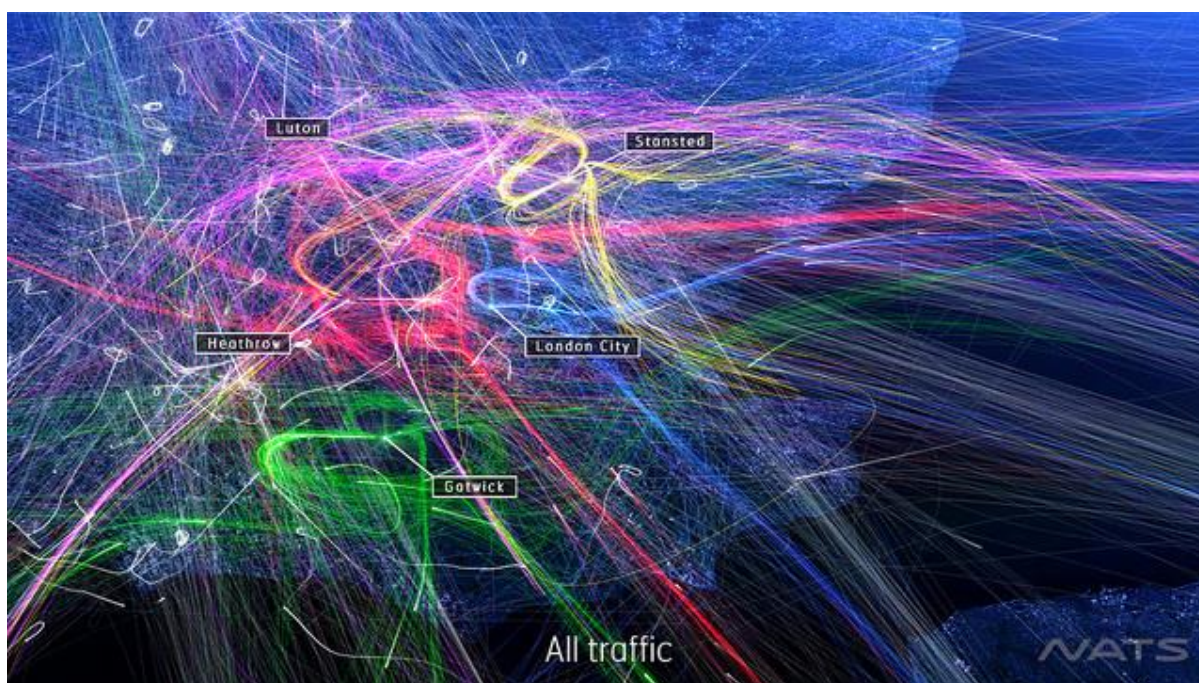 Luton
Stansted
Heathrow
London City
Gatwick
All traffic
NATS